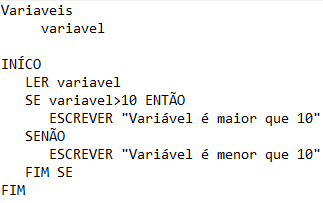 Variaveis
variavel
INÍCO
LER variavel
SE variavel>10 ENTÃO
ESCREVER "Variável é maior que 10"
SENÃO
ESCREVER "Variável é menor que 10"
FIM SE
FIM